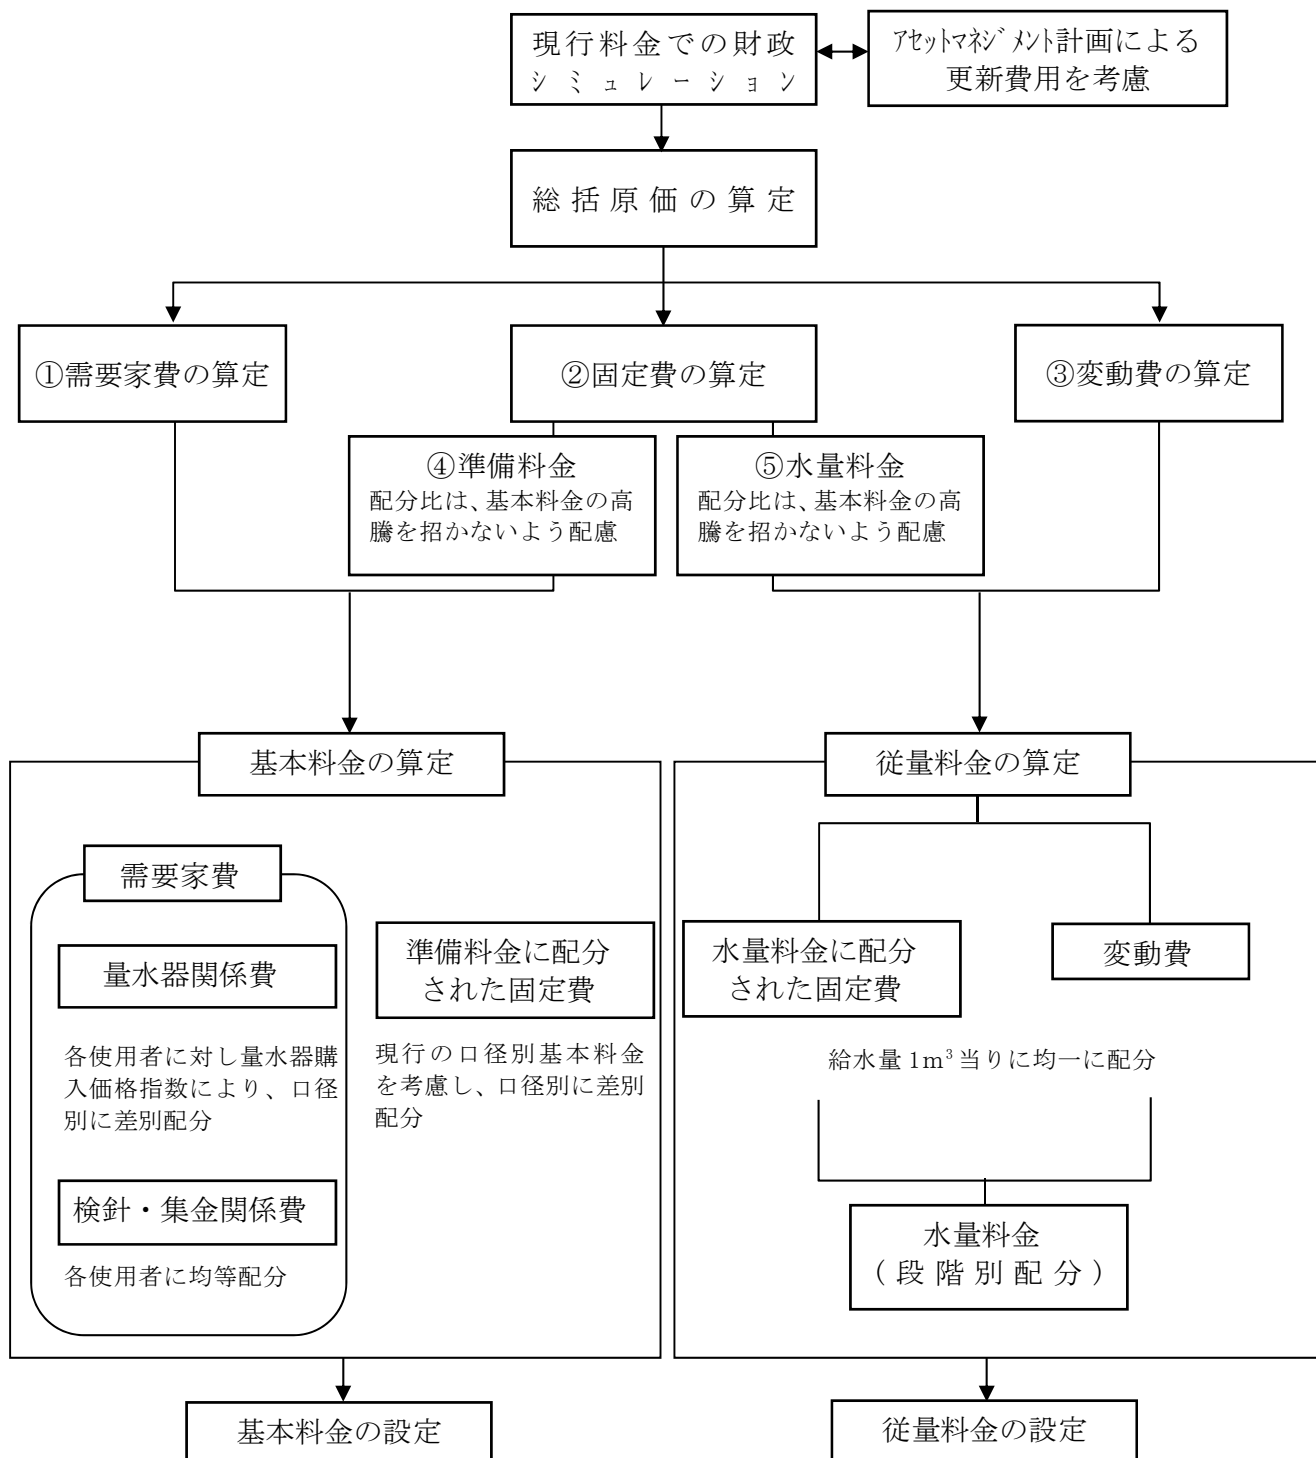 現行料金での財政
シミュレーション
アセットマネジメント計画による
更新費用を考慮
総括原価の算定
①需要家費の算定
②固定費の算定
③変動費の算定
④準備料金
配分比は、基本料金の高
騰を招かないよう配慮
⑤水量料金
配分比は、基本料金の高
騰を招かないよう配慮
基本料金の算定
従量料金の算定
需要家費
量水器関係費
各使用者に対し量水器購
入価格指数により、口径
別に差別配分
検針・集金関係費
各使用者に均等配分
準備料金に配分
された固定費
現行の口径別基本料金
を考慮し、口径別に差別
配分
水量料金に配分
された固定費
変動費
給水量 1m³当りに均一に配分
水量料金
（段階別配分）
基本料金の設定
従量料金の設定